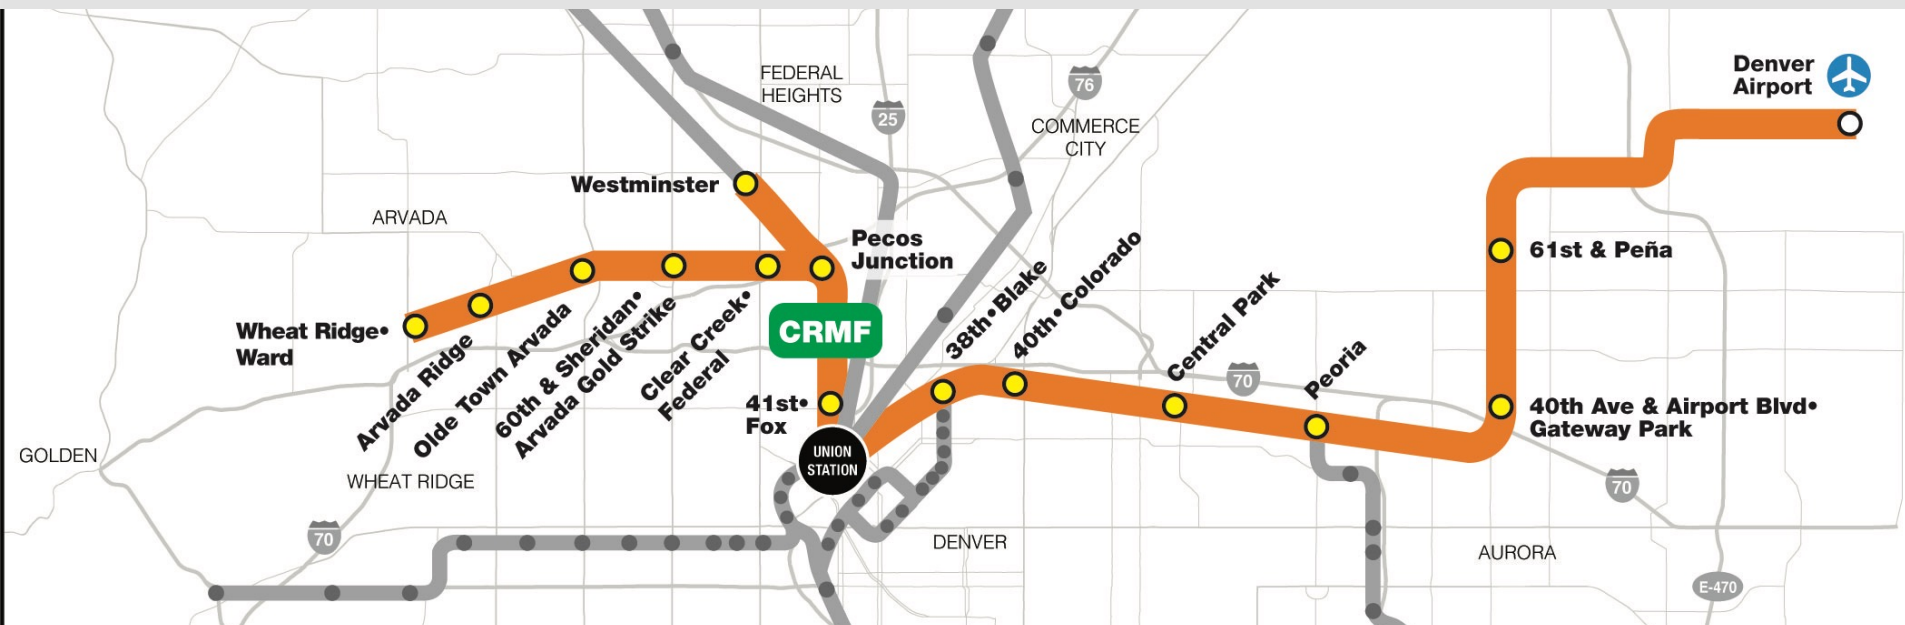 Denver
Airport
FEDERAL
HEIGHTS
76
25
COMMERCE
CITY
Westminster
ARVADA
Pecos
Junction
61st & Peña
38th•Blake
40th•Colorado
Central Park
Wheat Ridge•
Ward
CRMF
Arvada Ridge
Olde Town Arvada
60th & Sheridan•
Arvada Gold Strike
Clear Creek•
Federal
Peoria
70
41st•
Fox
40th Ave & Airport Blvd•
Gateway Park
UNION
STATION
GOLDEN
WHEAT RIDGE
70
70
DENVER
AURORA
E-470